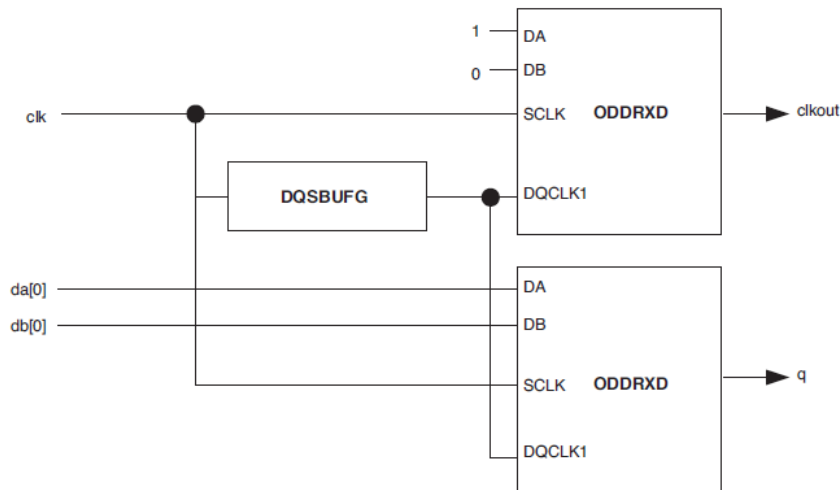 1
DA
0
DB
clk
SCLK
ODDRXD
clkout
DQSBUFG
DQCLK1
da[0]
DA
db[0]
DB
SCLK
ODDRXD
q
DQCLK1